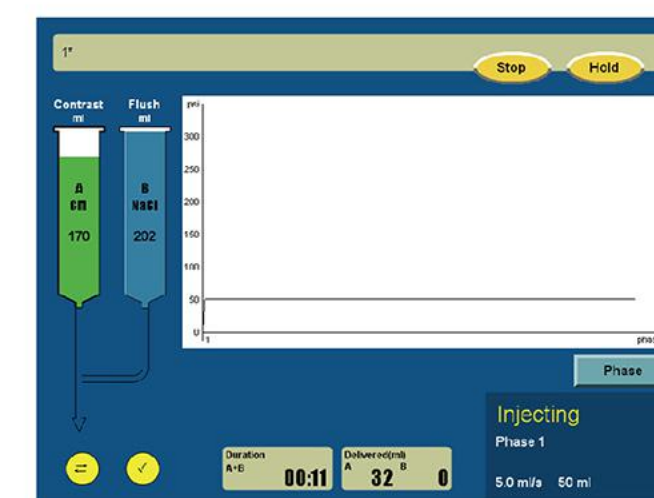 1"
Stop Hold
Contrast Flush
ml ml
psi
300
250
200
150
100
50
0
1
A B
CM NaCl
170 202
Phase
Injecting
Phase 1
5.0 ml/s 50 ml
Duration
A+B
00:11
Delivered(ml)
A 32 B 0